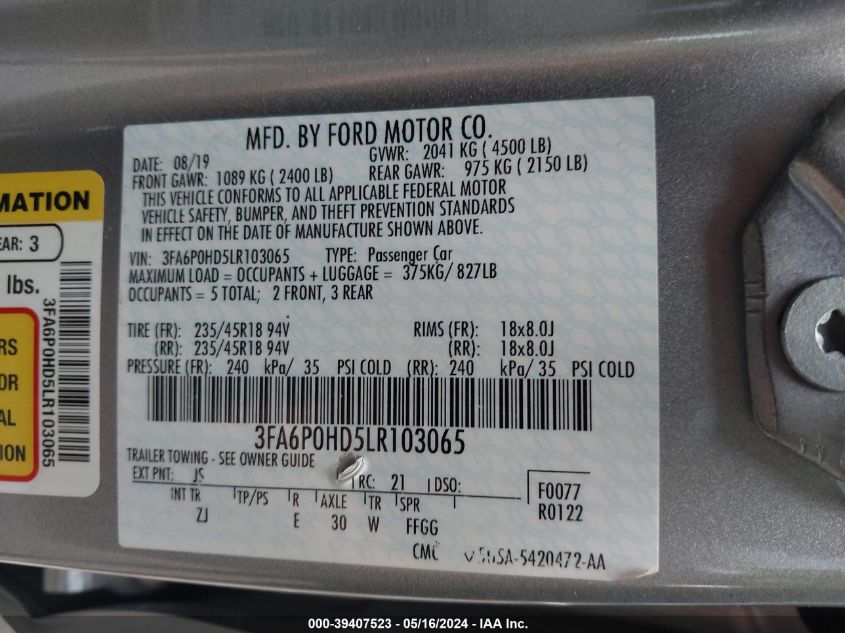 MFD. BY FORD MOTOR CO.
DATE: 08/19 GVWR: 2041 KG ( 4500 LB)
FRONT GAWR: 1089 KG ( 2400 LB) REAR GAWR: 975 KG ( 2150 LB)
THIS VEHICLE CONFORMS TO ALL APPLICABLE FEDERAL MOTOR
VEHICLE SAFETY, BUMPER, AND THEFT PREVENTION STANDARDS
IN EFFECT ON THE DATE OF MANUFACTURE SHOWN ABOVE.
VIN: 3FA6P0HD5LR103065 TYPE: Passenger Car
MAXIMUM LOAD = OCCUPANTS + LUGGAGE = 375KG/ 827LB
OCCUPANTS = 5 TOTAL; 2 FRONT, 3 REAR
TIRE (FR): 235/45R18 94V RIMS (FR): 18x8.0J
(RR): 235/45R18 94V (RR): 18x8.0J
PRESSURE (FR): 240 kPa/ 35 PSI COLD (RR): 240 kPa/ 35 PSI COLD
3FA6P0HD5LR103065
TRAILER TOWING - SEE OWNER GUIDE
EXT PNT: JS RC: 21 DSO: F0077
INT TR TP/PS R AXLE TR SPR R0122
ZJ E 30 W FFGG
CMC 5420472-AA
MATION
EAR: 3
lbs.
3FA6P0HD5LR103065
RS
OR
AL
ION
000-39407523 - 05/16/2024 - IAA Inc.